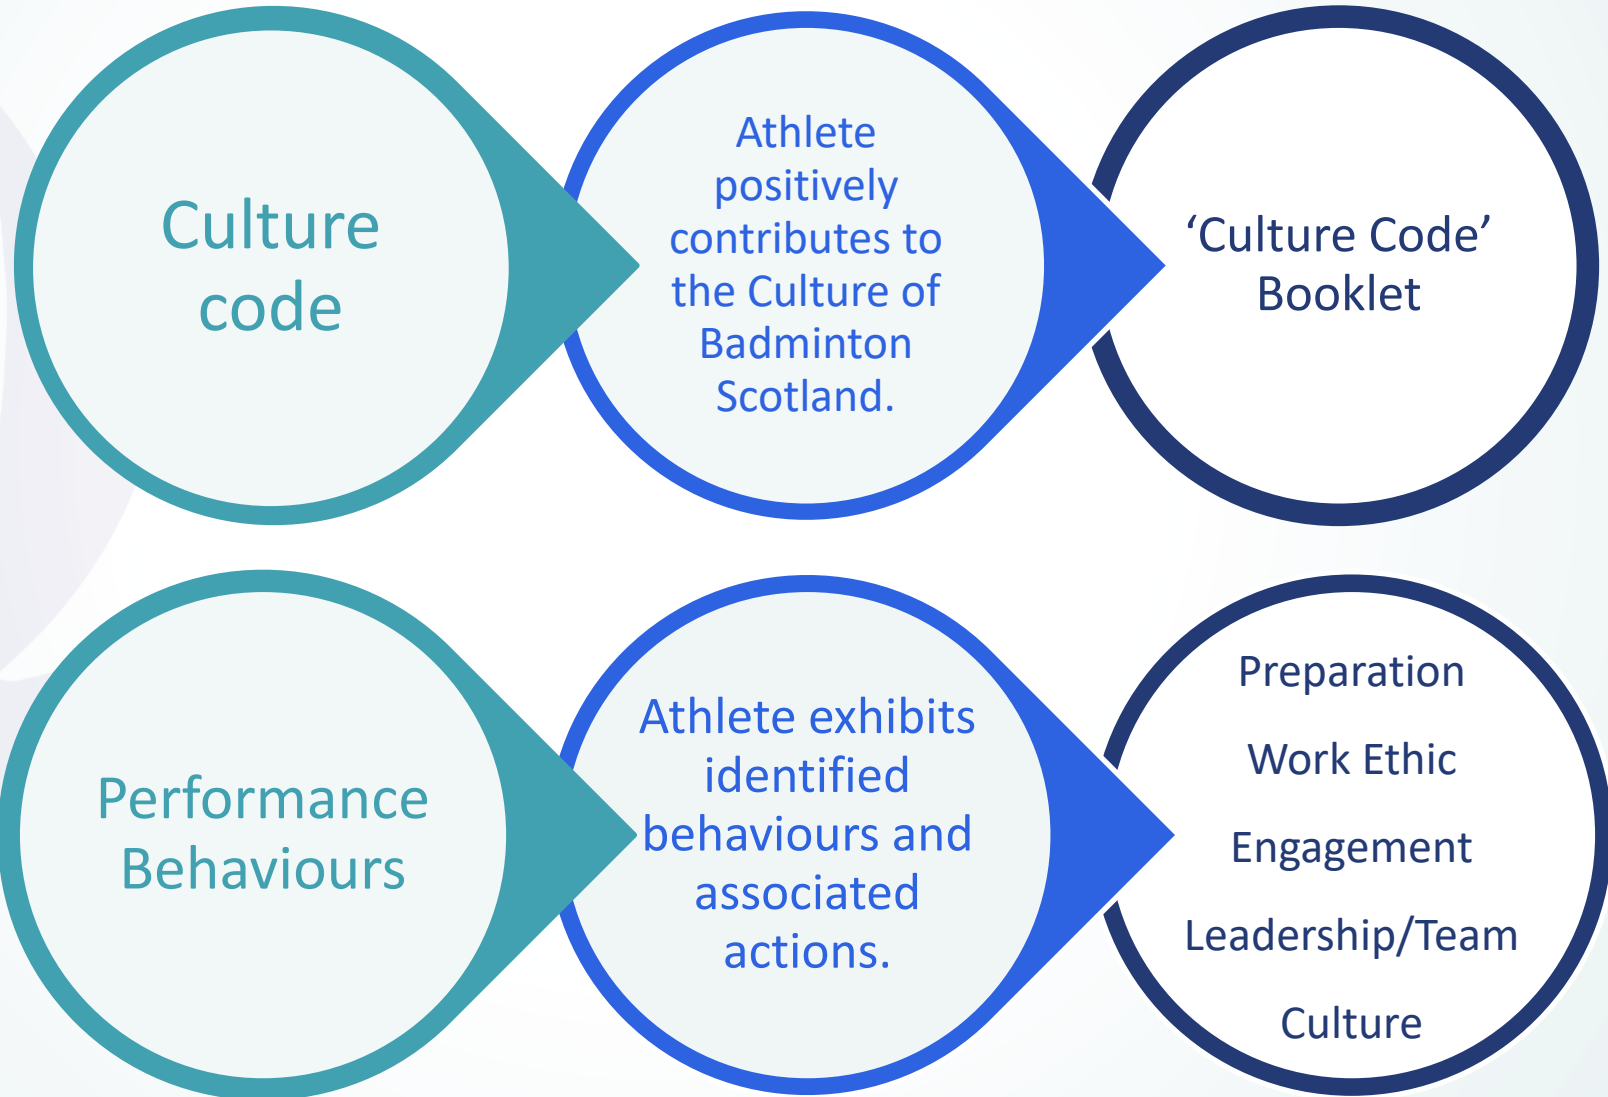 Culture
code
Athlete
positively
contributes to
the Culture of
Badminton
Scotland.
‘Culture Code’
Booklet
Performance
Behaviours
Athlete exhibits
identified
behaviours and
associated
actions.
Preparation
Work Ethic
Engagement
Leadership/Team
Culture